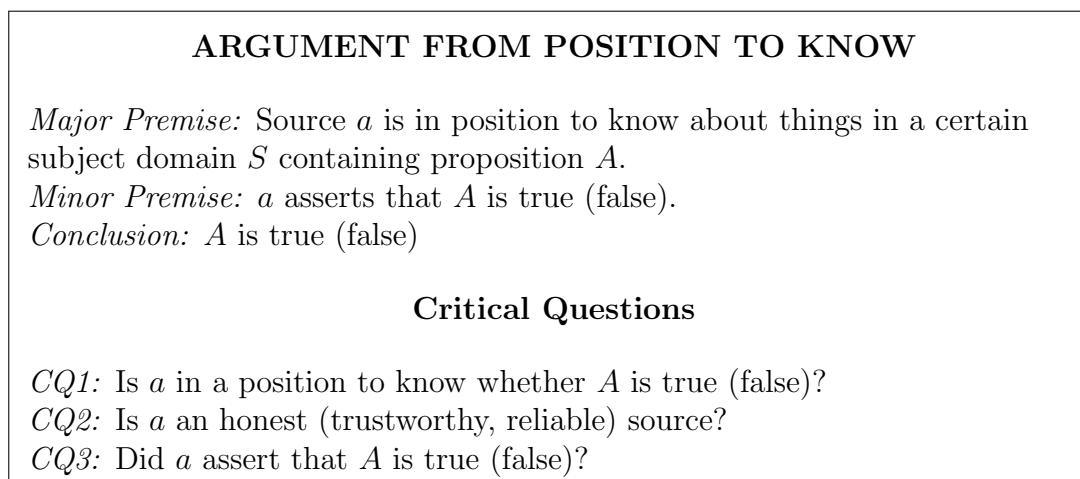 ARGUMENT FROM POSITION TO KNOW
Major Premise: Source a is in position to know about things in a certain
subject domain S containing proposition A.
Minor Premise: a asserts that A is true (false).
Conclusion: A is true (false)
Critical Questions
CQ1: Is a in a position to know whether A is true (false)?
CQ2: Is a an honest (trustworthy, reliable) source?
CQ3: Did a assert that A is true (false)?